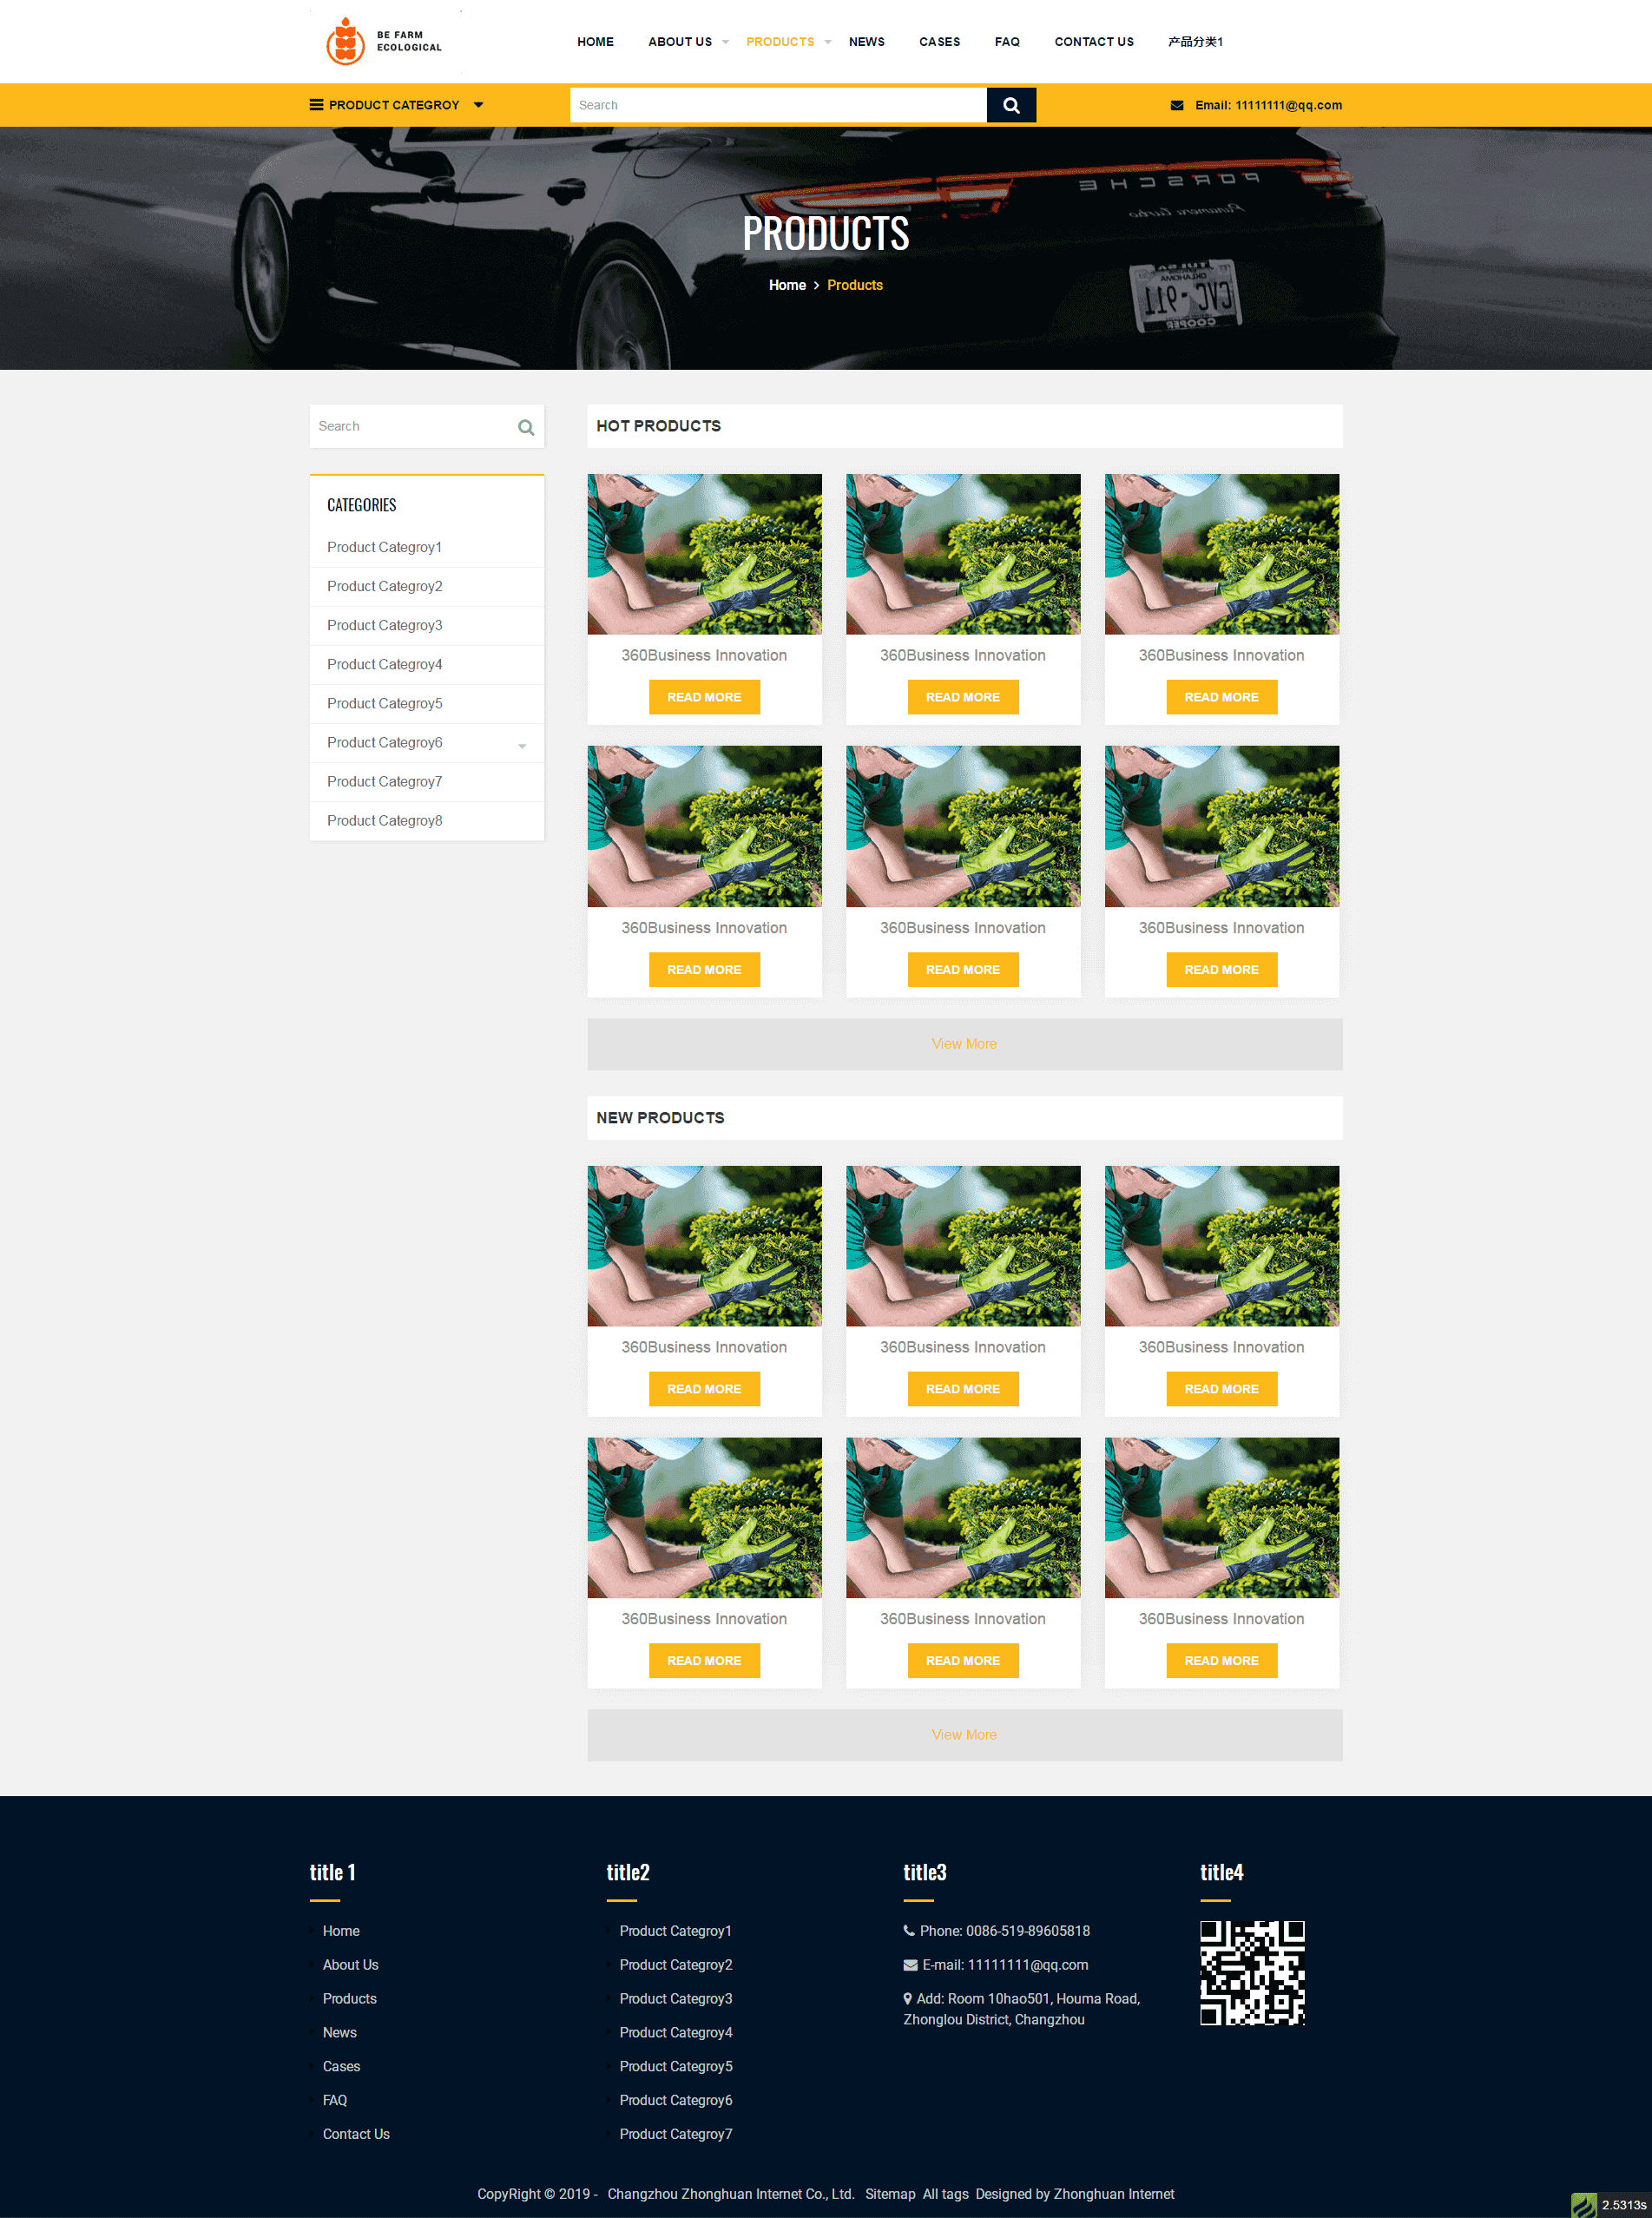 BE FARM
ECOLOGICAL
HOME ABOUT US PRODUCTS NEWS CASES FAQ CONTACT US 产品分类1
PRODUCT CATEGROY
Search
Email: 11111111@qq.com
PORSCHE
Panamera turbo
OKLAHOMA
CVC-911
COOPER
PRODUCTS
Home > Products
Search
CATEGORIES
Product Categroy1
Product Categroy2
Product Categroy3
Product Categroy4
Product Categroy5
Product Categroy6
Product Categroy7
Product Categroy8
HOT PRODUCTS
360Business Innovation 360Business Innovation 360Business Innovation
READ MORE READ MORE READ MORE
360Business Innovation 360Business Innovation 360Business Innovation
READ MORE READ MORE READ MORE
View More
NEW PRODUCTS
360Business Innovation 360Business Innovation 360Business Innovation
READ MORE READ MORE READ MORE
360Business Innovation 360Business Innovation 360Business Innovation
READ MORE READ MORE READ MORE
View More
title 1
Home
About Us
Products
News
Cases
FAQ
Contact Us
title2
Product Categroy1
Product Categroy2
Product Categroy3
Product Categroy4
Product Categroy5
Product Categroy6
Product Categroy7
title3
Phone: 0086-519-89605818
E-mail: 11111111@qq.com
Add: Room 10hao501, Houma Road,
Zhonglou District, Changzhou
title4
CopyRight © 2019 - Changzhou Zhonghuan Internet Co., Ltd. Sitemap All tags Designed by Zhonghuan Internet
2.5313s